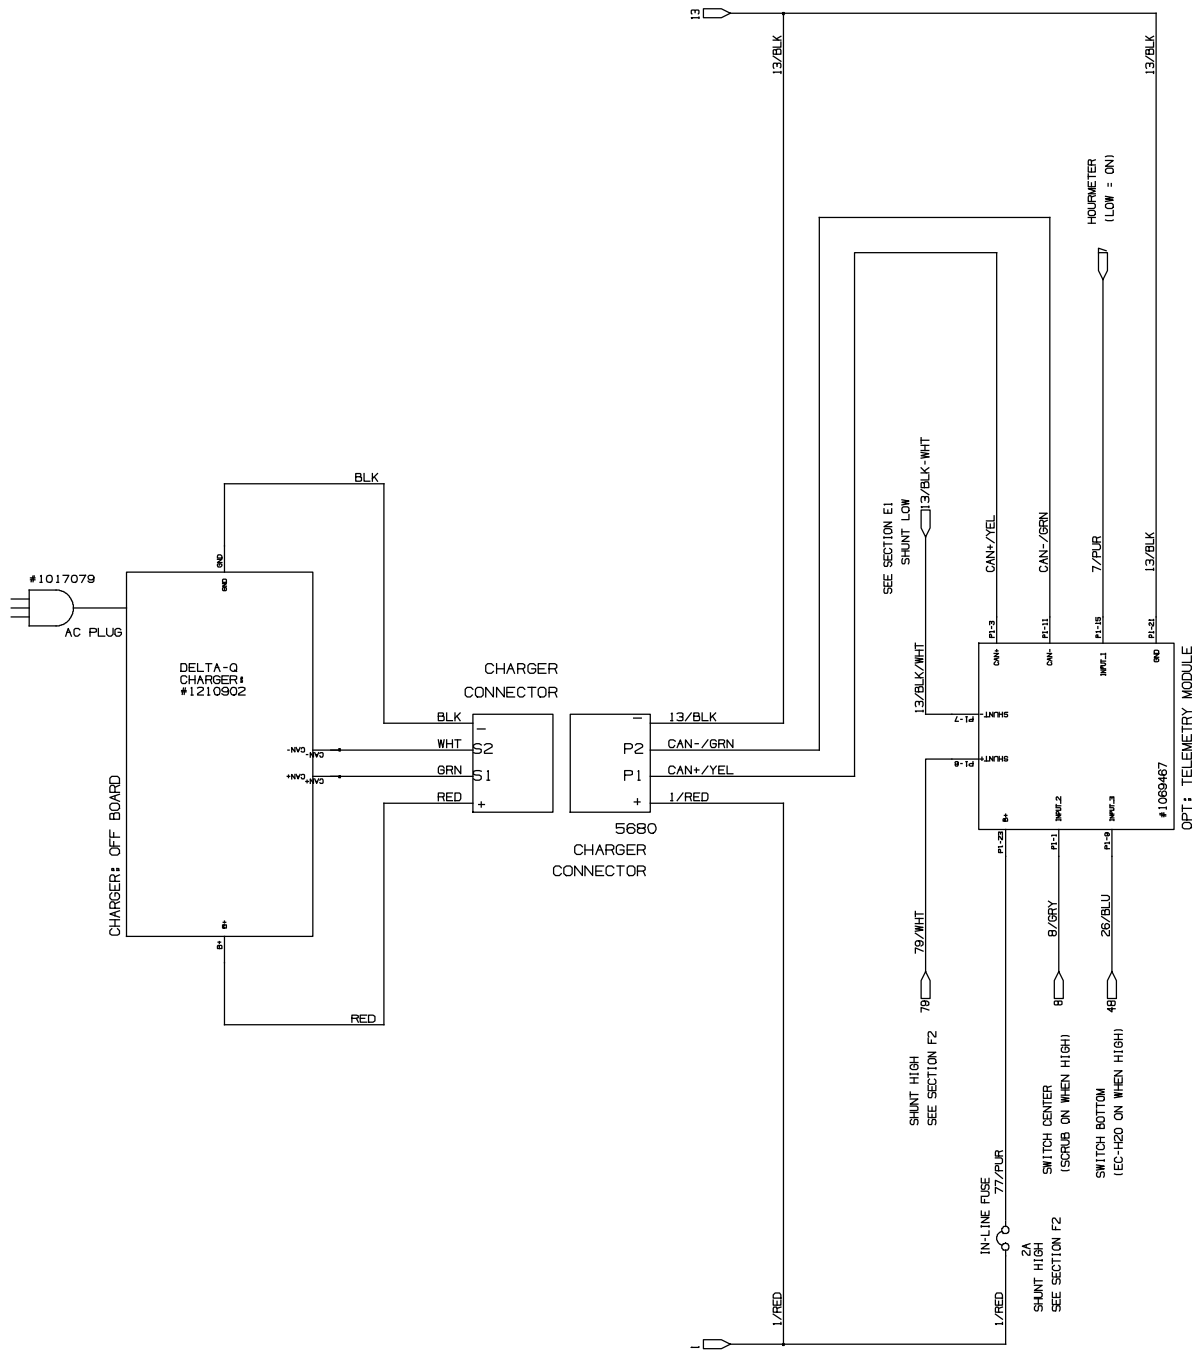 13
13/BLK
13/BLK
HOURMETER
(LOW = ON)
7
BLK
SEE SECTION E1
SHUNT LOW
13/BLK-WHT
CAN+/YEL
CAN-/GRN
7/PUR
13/BLK
#1017079
AC PLUG
GND
GND
DELTA-Q
CHARGER:
#1210902
CHARGER: OFF BOARD
CAN-
CAN-
CAN+
CAN+
B+
B+
RED
CHARGER
CONNECTOR
BLK
-
WHT
S2
GRN
S1
RED
+
-
13/BLK
P2
CAN-/GRN
P1
CAN+/YEL
+
1/RED
5680
CHARGER
CONNECTOR
13/BLK/WHT
P1-3
CAN+
P1-11
CAN-
P1-15
INPUT_1
P1-21
GND
P1-7
SHUNT-
P1-8
SHUNT+
P1-23
B+
P1-1
INPUT_2
P1-9
INPUT_3
#1069467
OPT: TELEMETRY MODULE
79/WHT
79
SHUNT HIGH
SEE SECTION F2
8/GRY
8
SWITCH CENTER
(SCRUB ON WHEN HIGH)
26/BLU
48
SWITCH BOTTOM
(EC-H2O ON WHEN HIGH)
77/PUR
IN-LINE FUSE
2A
SHUNT HIGH
SEE SECTION F2
1/RED
1/RED
1